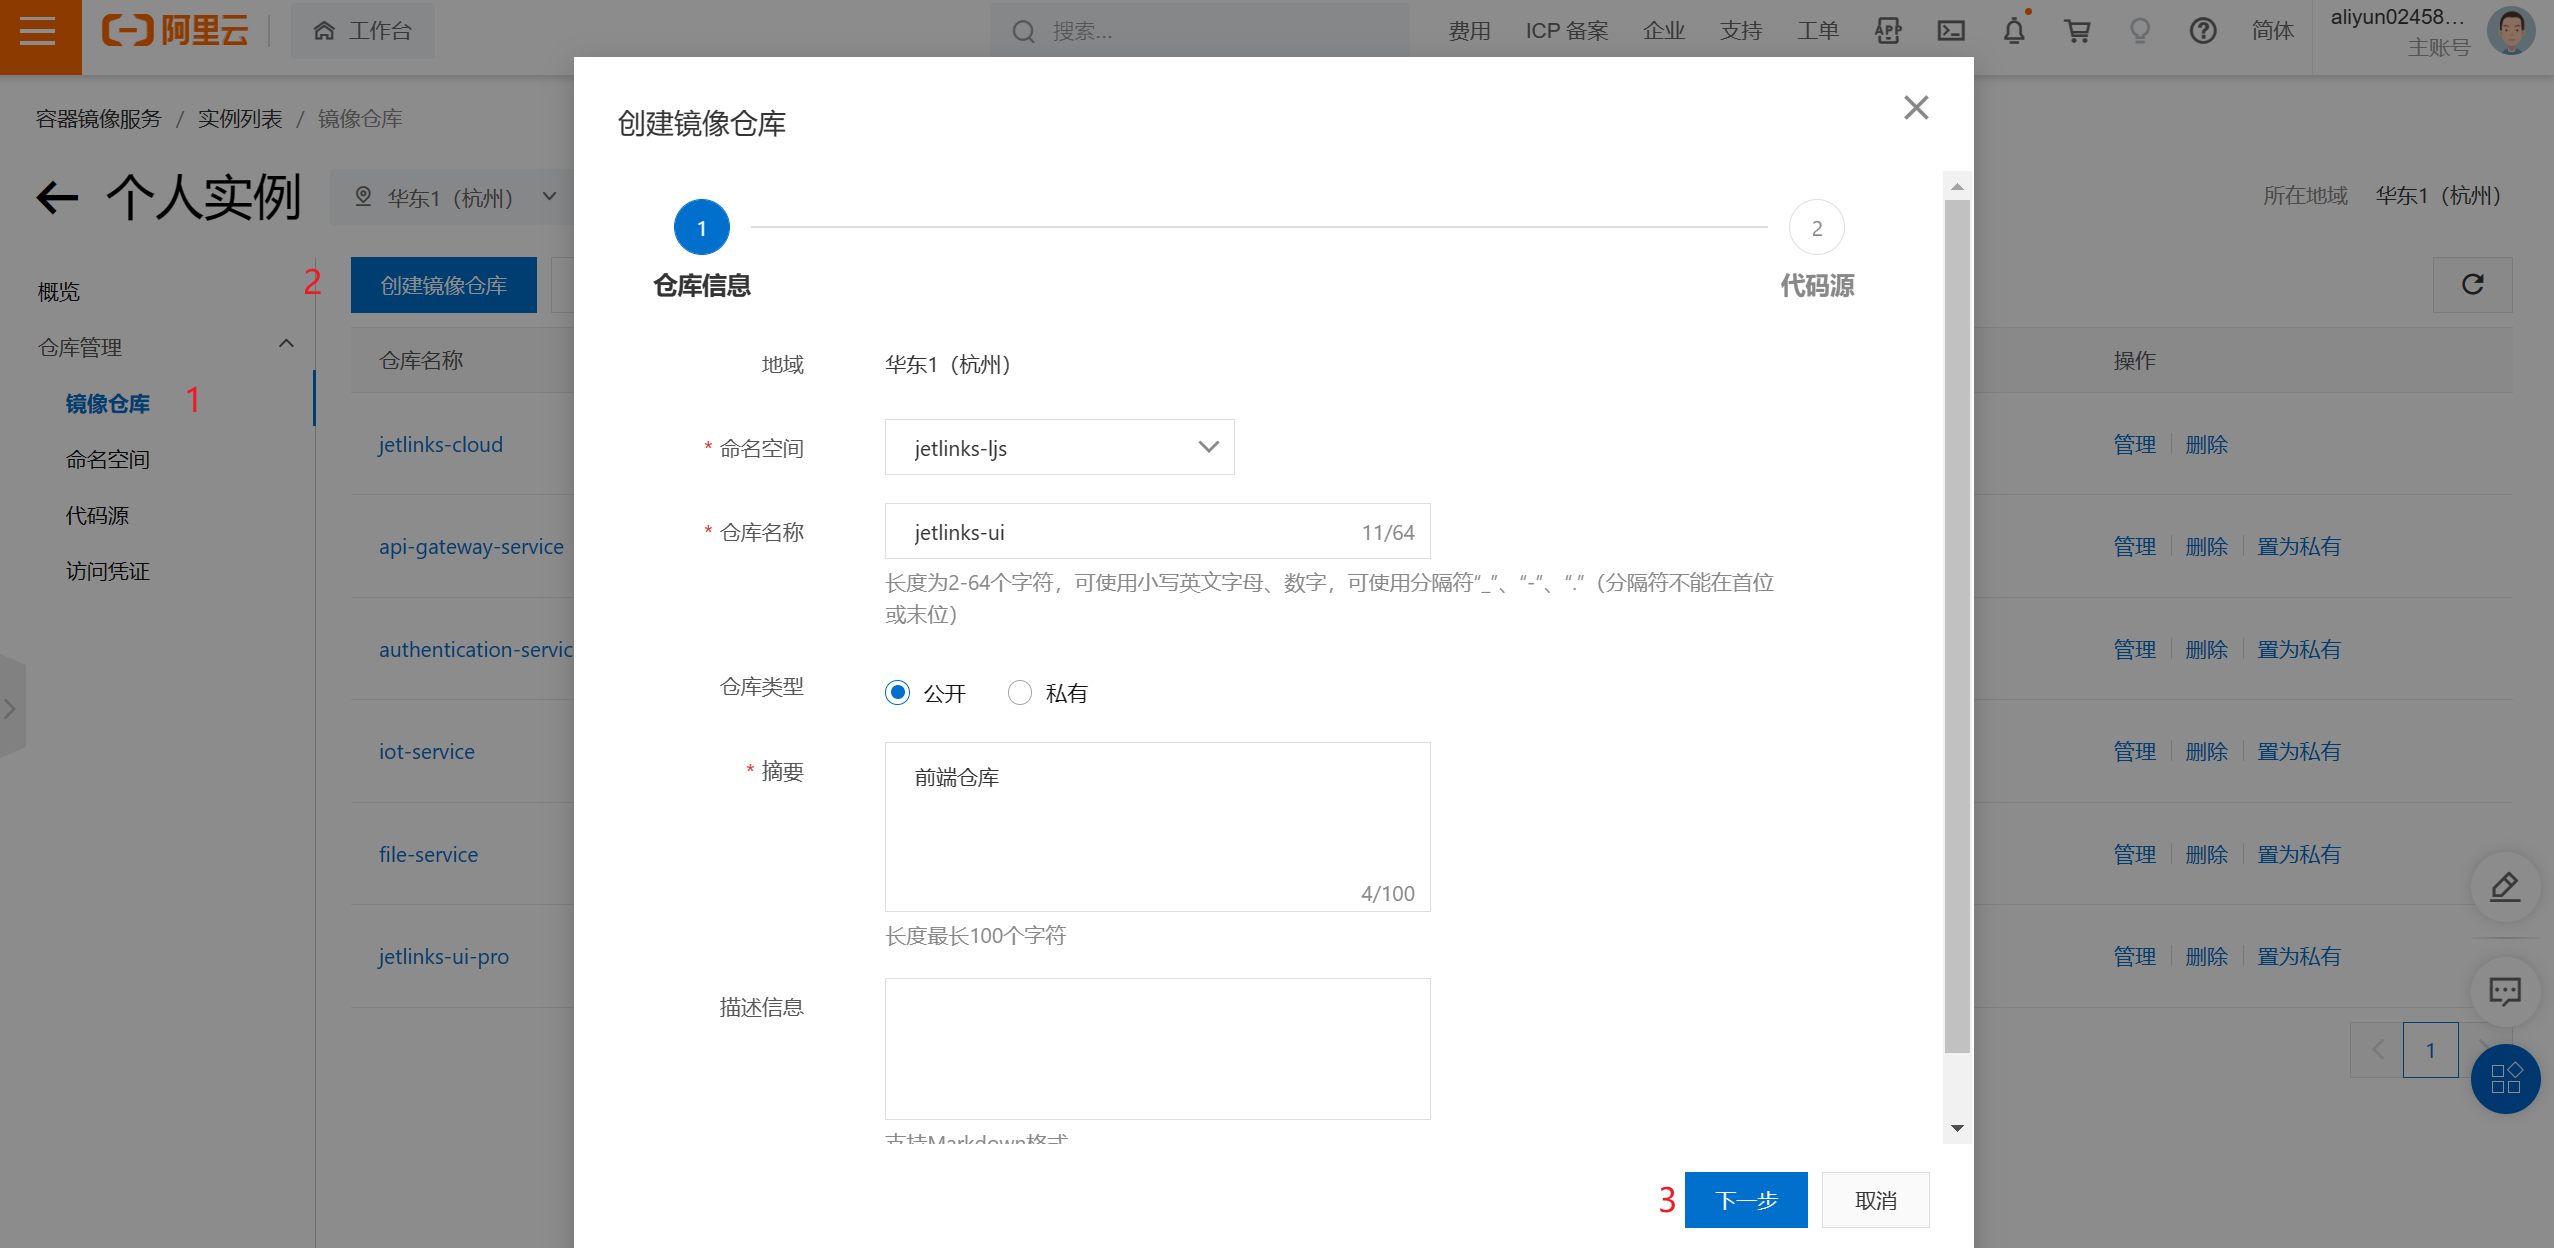 阿里云
工作台
搜索...
费用
ICP 备案
企业
支持
工单
APP
简体
aliyun02458...
主账号
容器镜像服务 / 实例列表 / 镜像仓库
个人实例
华东1（杭州）
所在地域 华东1（杭州）
概览
仓库管理
镜像仓库 1
命名空间
代码源
访问凭证
2 创建镜像仓库
仓库名称
操作
jetlinks-cloud
管理 删除
api-gateway-service
管理 删除 置为私有
authentication-servic
管理 删除 置为私有
iot-service
管理 删除 置为私有
file-service
管理 删除 置为私有
jetlinks-ui-pro
管理 删除 置为私有
1
创建镜像仓库
1
仓库信息
2
代码源
地域 华东1（杭州）
* 命名空间 jetlinks-ljs
* 仓库名称 jetlinks-ui 11/64
长度为2-64个字符，可使用小写英文字母、数字，可使用分隔符“_”、“-”、“.”（分隔符不能在首位
或末位）
仓库类型 公开 私有
* 摘要 前端仓库
4/100
长度最长100个字符
描述信息
支持Markdown格式
3 下一步 取消